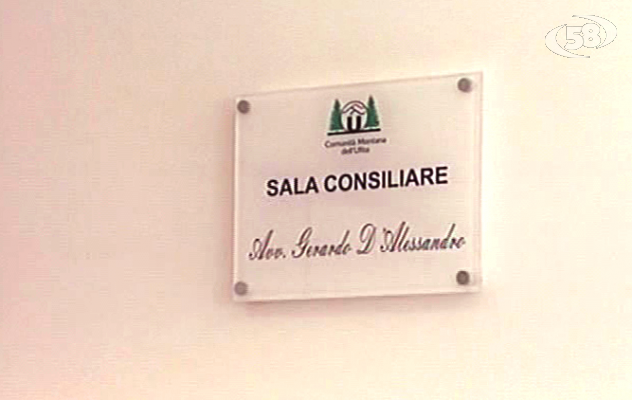 58
Comunità Montana
dell'Ufita
SALA CONSILIARE
Avv. Gerardo D'Alessandro